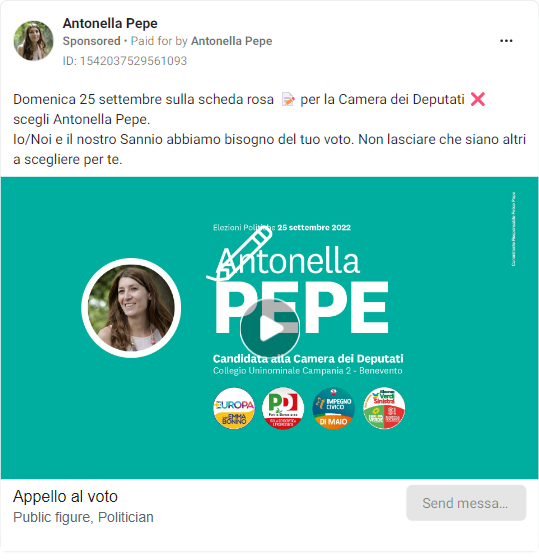 Antonella Pepe
Sponsored • Paid for by Antonella Pepe
ID: 1542037529561093
Domenica 25 settembre sulla scheda rosa 📝 per la Camera dei Deputati ❌
scegli Antonella Pepe.
Io/Noi e il nostro Sannio abbiamo bisogno del tuo voto. Non lasciare che siano altri
a scegliere per te.
Elezioni Politiche 25 settembre 2022
Antonella
PEPE
Candidata alla Camera dei Deputati
Collegio Uninominale Campania 2 - Benevento
EUROPA
EMMA
BONINO
PD
IMPEGNO
CIVICO
DI MAIO
Alleanza
Verdi
Sinistra
Appello al voto
Send messa...
Public figure, Politician